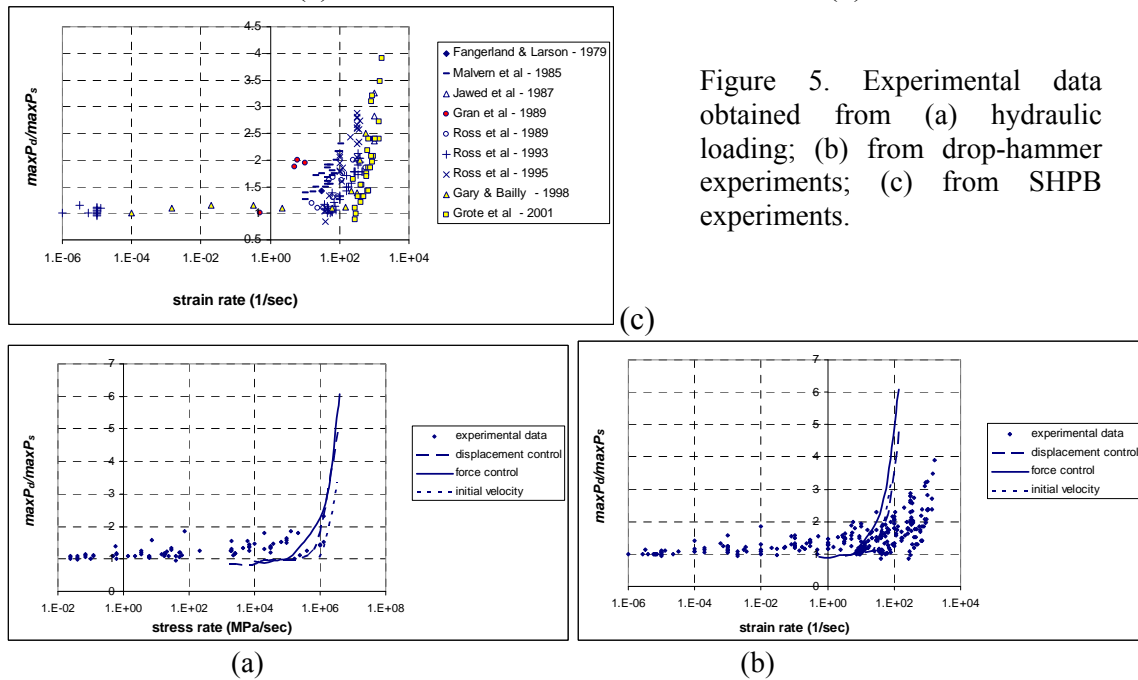 4.5
4
3.5
3
2.5
2
1.5
1
0.5
maxPd/maxPs
1.E-06 1.E-04 1.E-02 1.E+00 1.E+02 1.E+04
strain rate (1/sec)
Fangerland & Larson - 1979
Malvern et al - 1985
Jawed et al - 1987
Gran et al - 1989
Ross et al - 1989
Ross et al - 1993
Ross et al - 1995
Gary & Bailly - 1998
Grote et al - 2001
(c)
Figure 5. Experimental data
obtained from (a) hydraulic
loading; (b) from drop-hammer
experiments; (c) from SHPB
experiments.
7
6
5
4
3
2
1
0
maxPd/maxPs
1.E-02 1.E+00 1.E+02 1.E+04 1.E+06 1.E+08
stress rate (MPa/sec)
experimental data
displacement control
force control
initial velocity
(a)
7
6
5
4
3
2
1
0
maxPd/maxPs
1.E-06 1.E-04 1.E-02 1.E+00 1.E+02 1.E+04
strain rate (1/sec)
experimental data
displacement control
force control
initial velocity
(b)